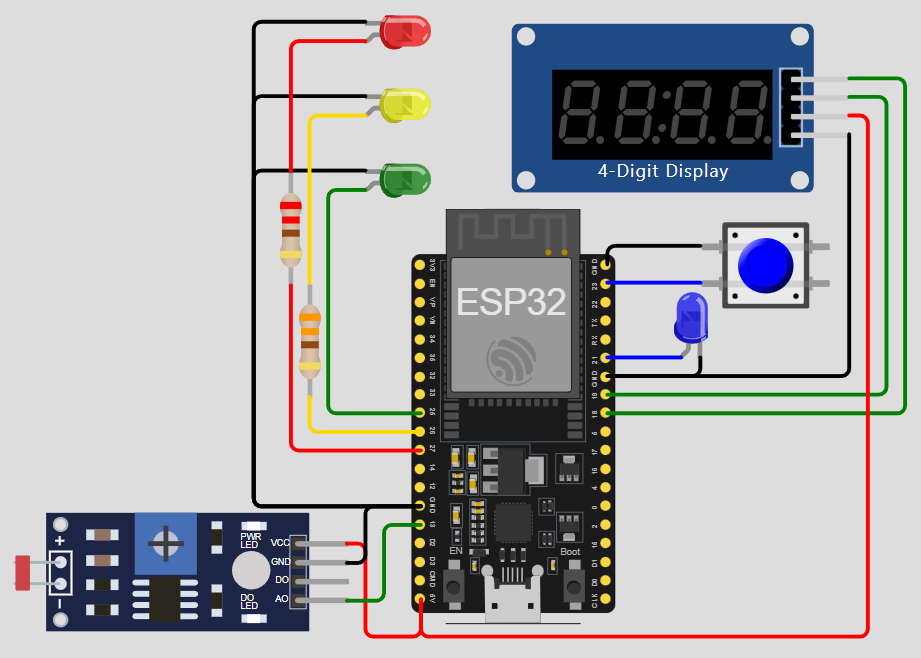 4-Digit Display
ESP32
3V3
EN
VP
VN
34
35
32
33
25
26
27
14
12
GND
13
D2
D3
CMD
5V
GND
23
22
TX
RX
21
GND
19
18
5
17
16
4
0
2
15
D1
D0
CLK
EN
Boot
+
−
PWR
LED
DO
LED
VCC
GND
DO
AO